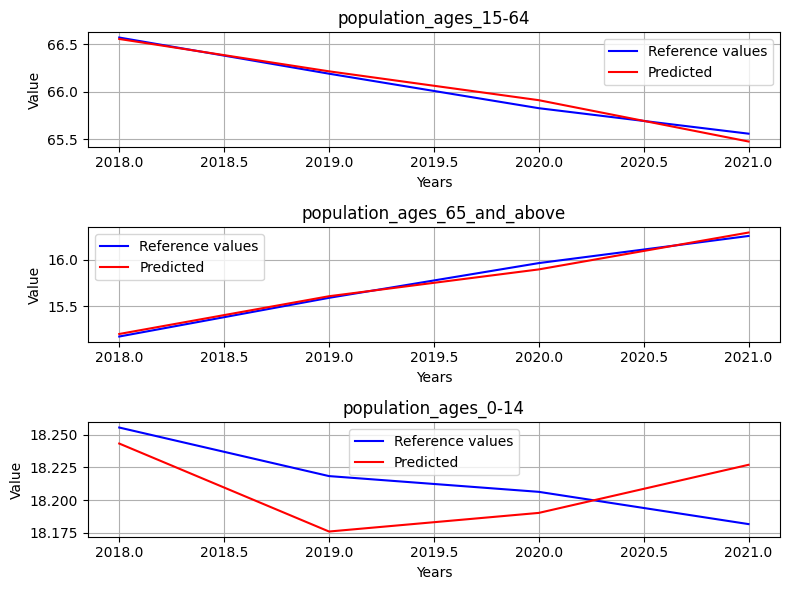 population_ages_15-64
66.5
66.0
65.5
Value
Reference values
Predicted
2018.0 2018.5 2019.0 2019.5 2020.0 2020.5 2021.0
Years
population_ages_65_and_above
16.0
15.5
Value
Reference values
Predicted
2018.0 2018.5 2019.0 2019.5 2020.0 2020.5 2021.0
Years
population_ages_0-14
18.250
18.225
18.200
18.175
Value
Reference values
Predicted
2018.0 2018.5 2019.0 2019.5 2020.0 2020.5 2021.0
Years